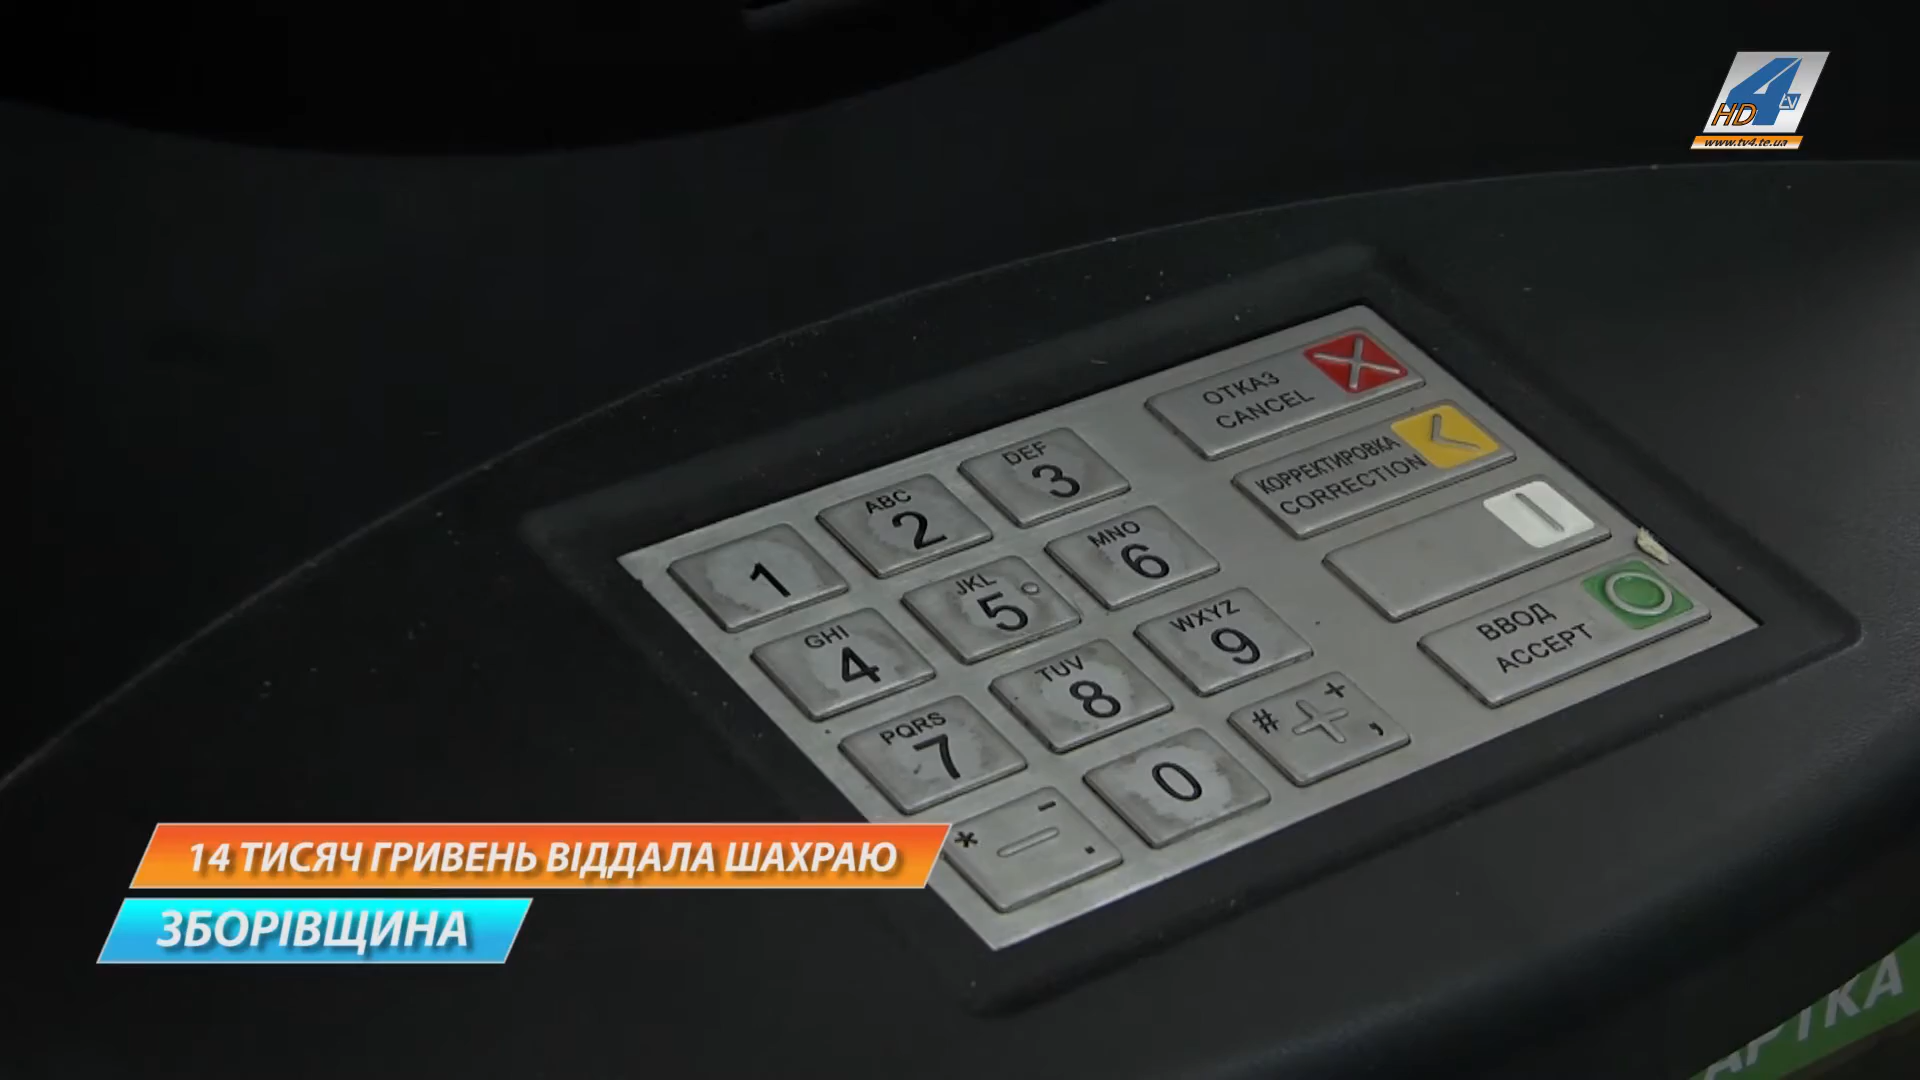 HD 4 tv
www.tv4.te.ua
ОТКАЗ
CANCEL
КОРРЕКТИРОВКА
CORRECTION
ВВОД
ACCEPT
1
ABC
2
DEF
3
GHI
4
JKL
5
MNO
6
PQRS
7
TUV
8
WXYZ
9
* - .
0
# + ,
14 ТИСЯЧ ГРИВЕНЬ ВІДДАЛА ШАХРАЮ
ЗБОРІВЩИНА